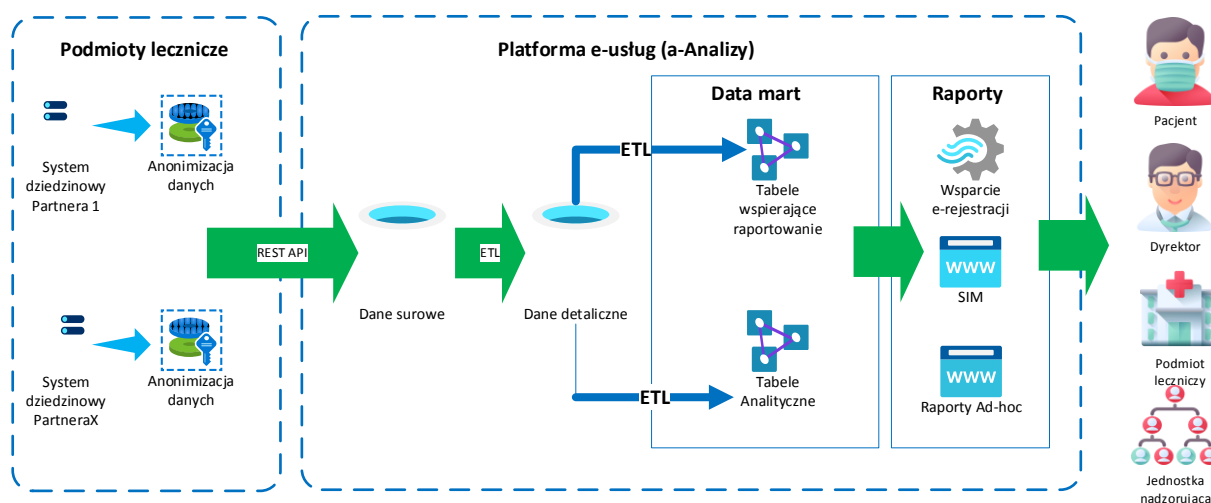 Podmioty lecznicze
System
dziedzinowy
Partnera 1
Anonimizacja
danych
System
dziedzinowy
PartneraX
Anonimizacja
danych
REST API
Platforma e-usług (a-Analizy)
Dane surowe
ETL
Dane detaliczne
ETL
ETL
Data mart
Tabele
wspierające
raportowanie
Tabele
Analityczne
Raporty
Wsparcie
e-rejestracji
WWW
SIM
WWW
Raporty Ad-hoc
Pacjent
Dyrektor
Podmiot
leczniczy
Jednostka
nadzorująca